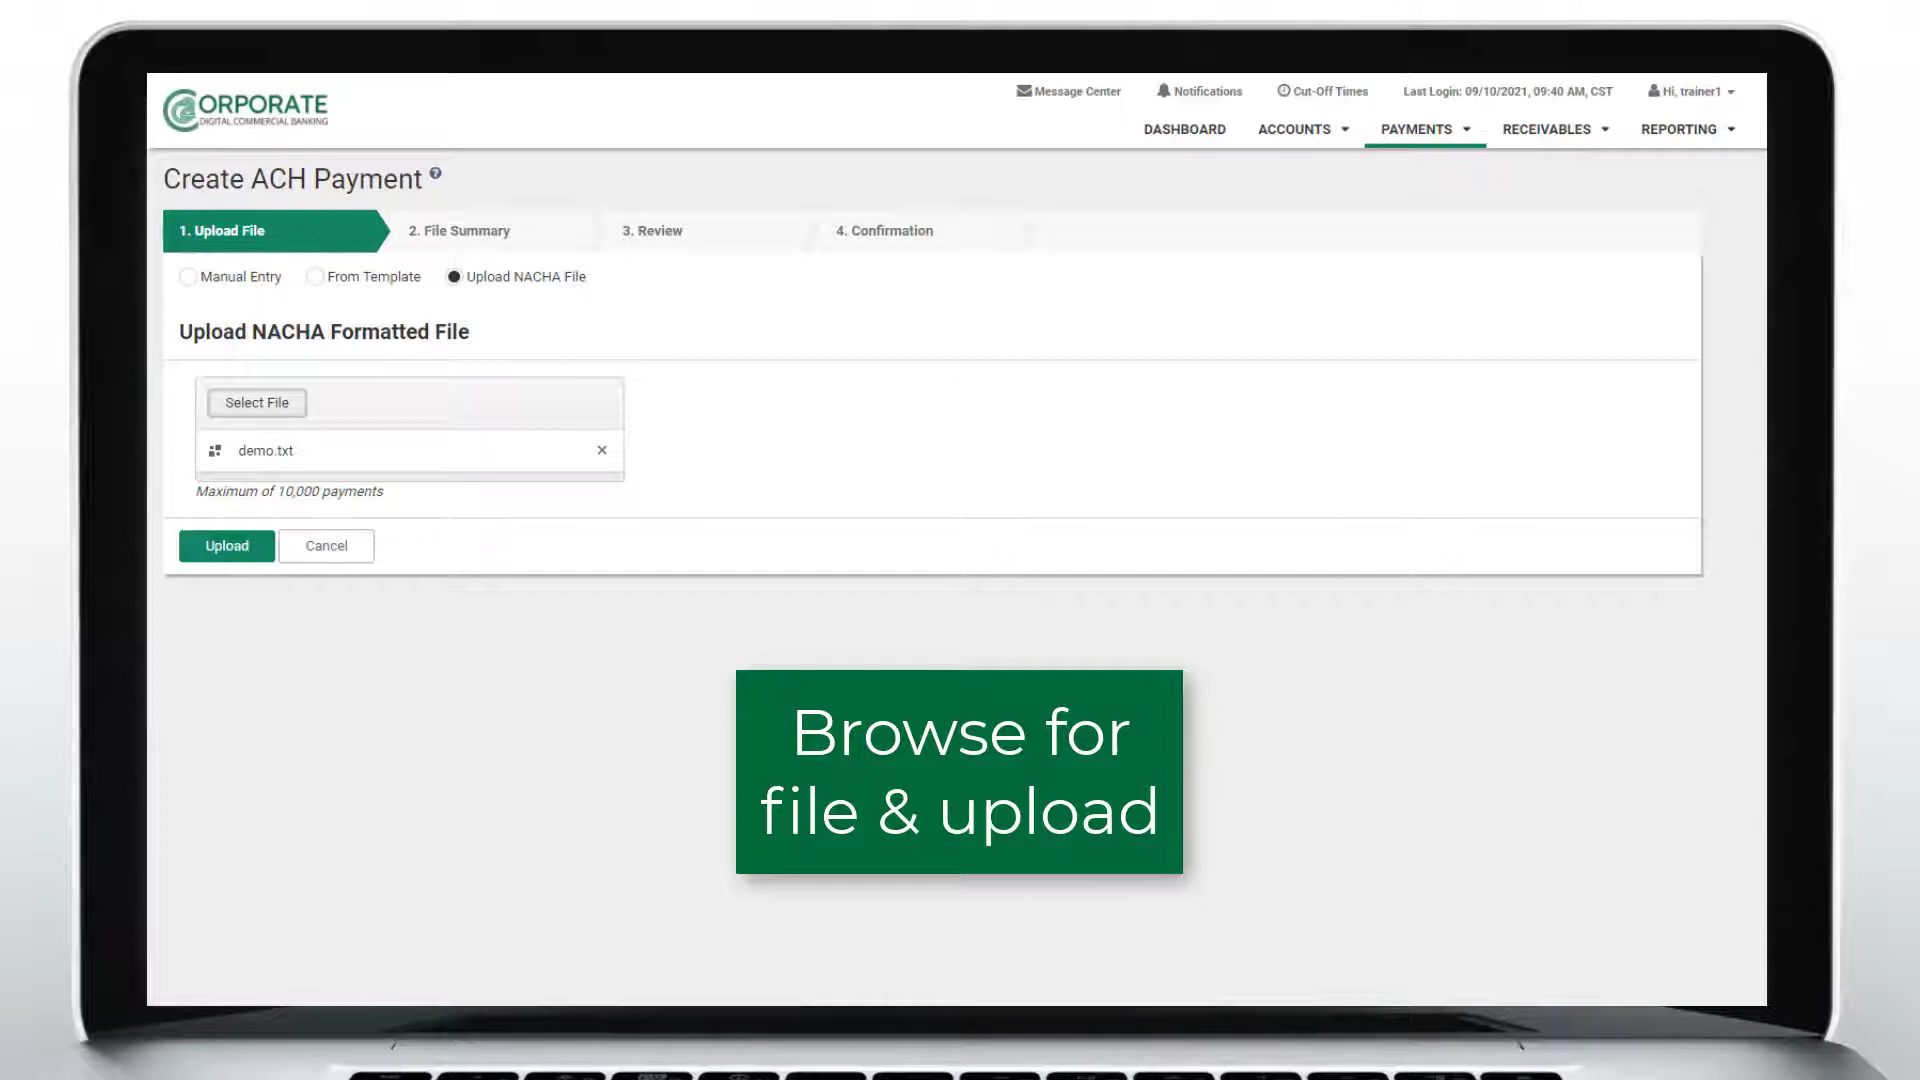 CORPORATE
DIGITAL COMMERCIAL BANKING
Message Center
Notifications
Cut-Off Times
Last Login: 09/10/2021, 09:40 AM, CST
Hi, trainer1
DASHBOARD
ACCOUNTS
PAYMENTS
RECEIVABLES
REPORTING
Create ACH Payment
1. Upload File
2. File Summary
3. Review
4. Confirmation
Manual Entry
From Template
Upload NACHA File
Upload NACHA Formatted File
Select File
demo.txt
Maximum of 10,000 payments
Upload
Cancel
Browse for
file & upload